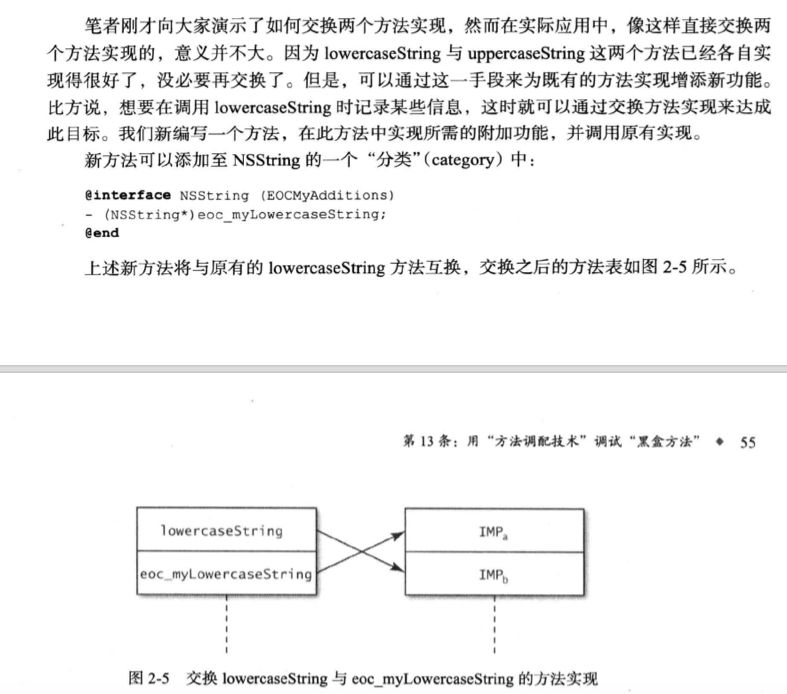 笔者刚才向大家演示了如何交换两个方法实现，然而在实际应用中，像这样直接交换两
个方法实现的，意义并不大。因为 lowercaseString 与 uppercaseString 这两个方法已经各自实
现得很好了，没必要再交换了。但是，可以通过这一手段来为既有的方法实现增添新功能。
比方说，想要在调用 lowercaseString 时记录某些信息，这时就可以通过交换方法实现来达成
此目标。我们新编写一个方法，在此方法中实现所需的附加功能，并调用原有实现。
新方法可以添加至 NSString 的一个“分类”（category）中：
@interface NSString (EOCMyAdditions)
- (NSString*)eoc_myLowercaseString;
@end
上述新方法将与原有的 lowercaseString 方法互换，交换之后的方法表如图 2-5 所示。
第 13 条：用“方法调配技术”调试“黑盒方法” ◆ 55
lowercaseString
IMPa
eoc_myLowercaseString
IMPb
图 2-5 交换 lowercaseString 与 eoc_myLowercaseString 的方法实现